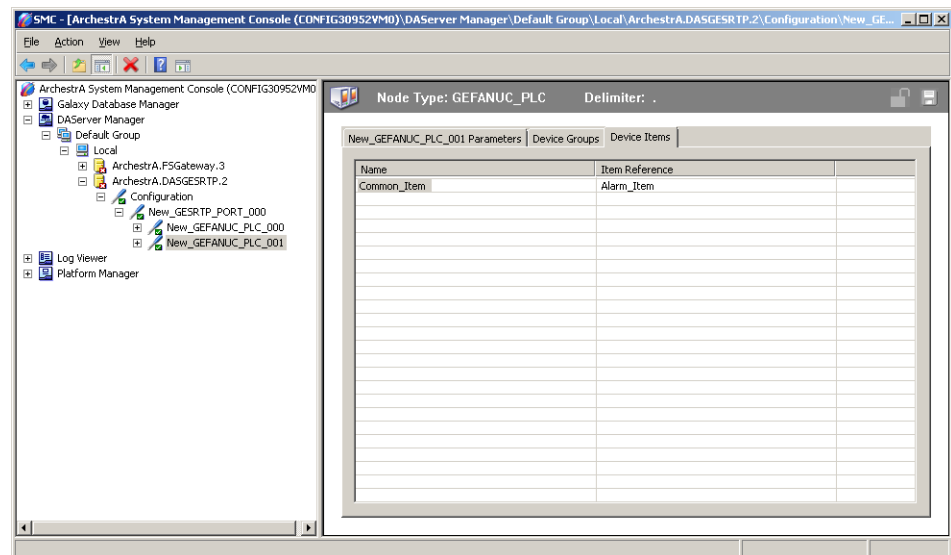 SMC - [ArchestrA System Management Console (CONFIG30952VM0)\DAServer Manager\Default Group\Local\ArchestrA.DASGESRTP.2\Configuration\New_GE...
File Action View Help
ArchestrA System Management Console (CONFIG30952VM0
Galaxy Database Manager
DAServer Manager
Default Group
Local
ArchestrA.FSGateway.3
ArchestrA.DASGESRTP.2
Configuration
New_GESRTP_PORT_000
New_GEFANUC_PLC_000
New_GEFANUC_PLC_001
Log Viewer
Platform Manager
Node Type: GEFANUC_PLC Delimiter: .
New_GEFANUC_PLC_001 Parameters Device Groups Device Items
Name Item Reference
Common_Item Alarm_Item